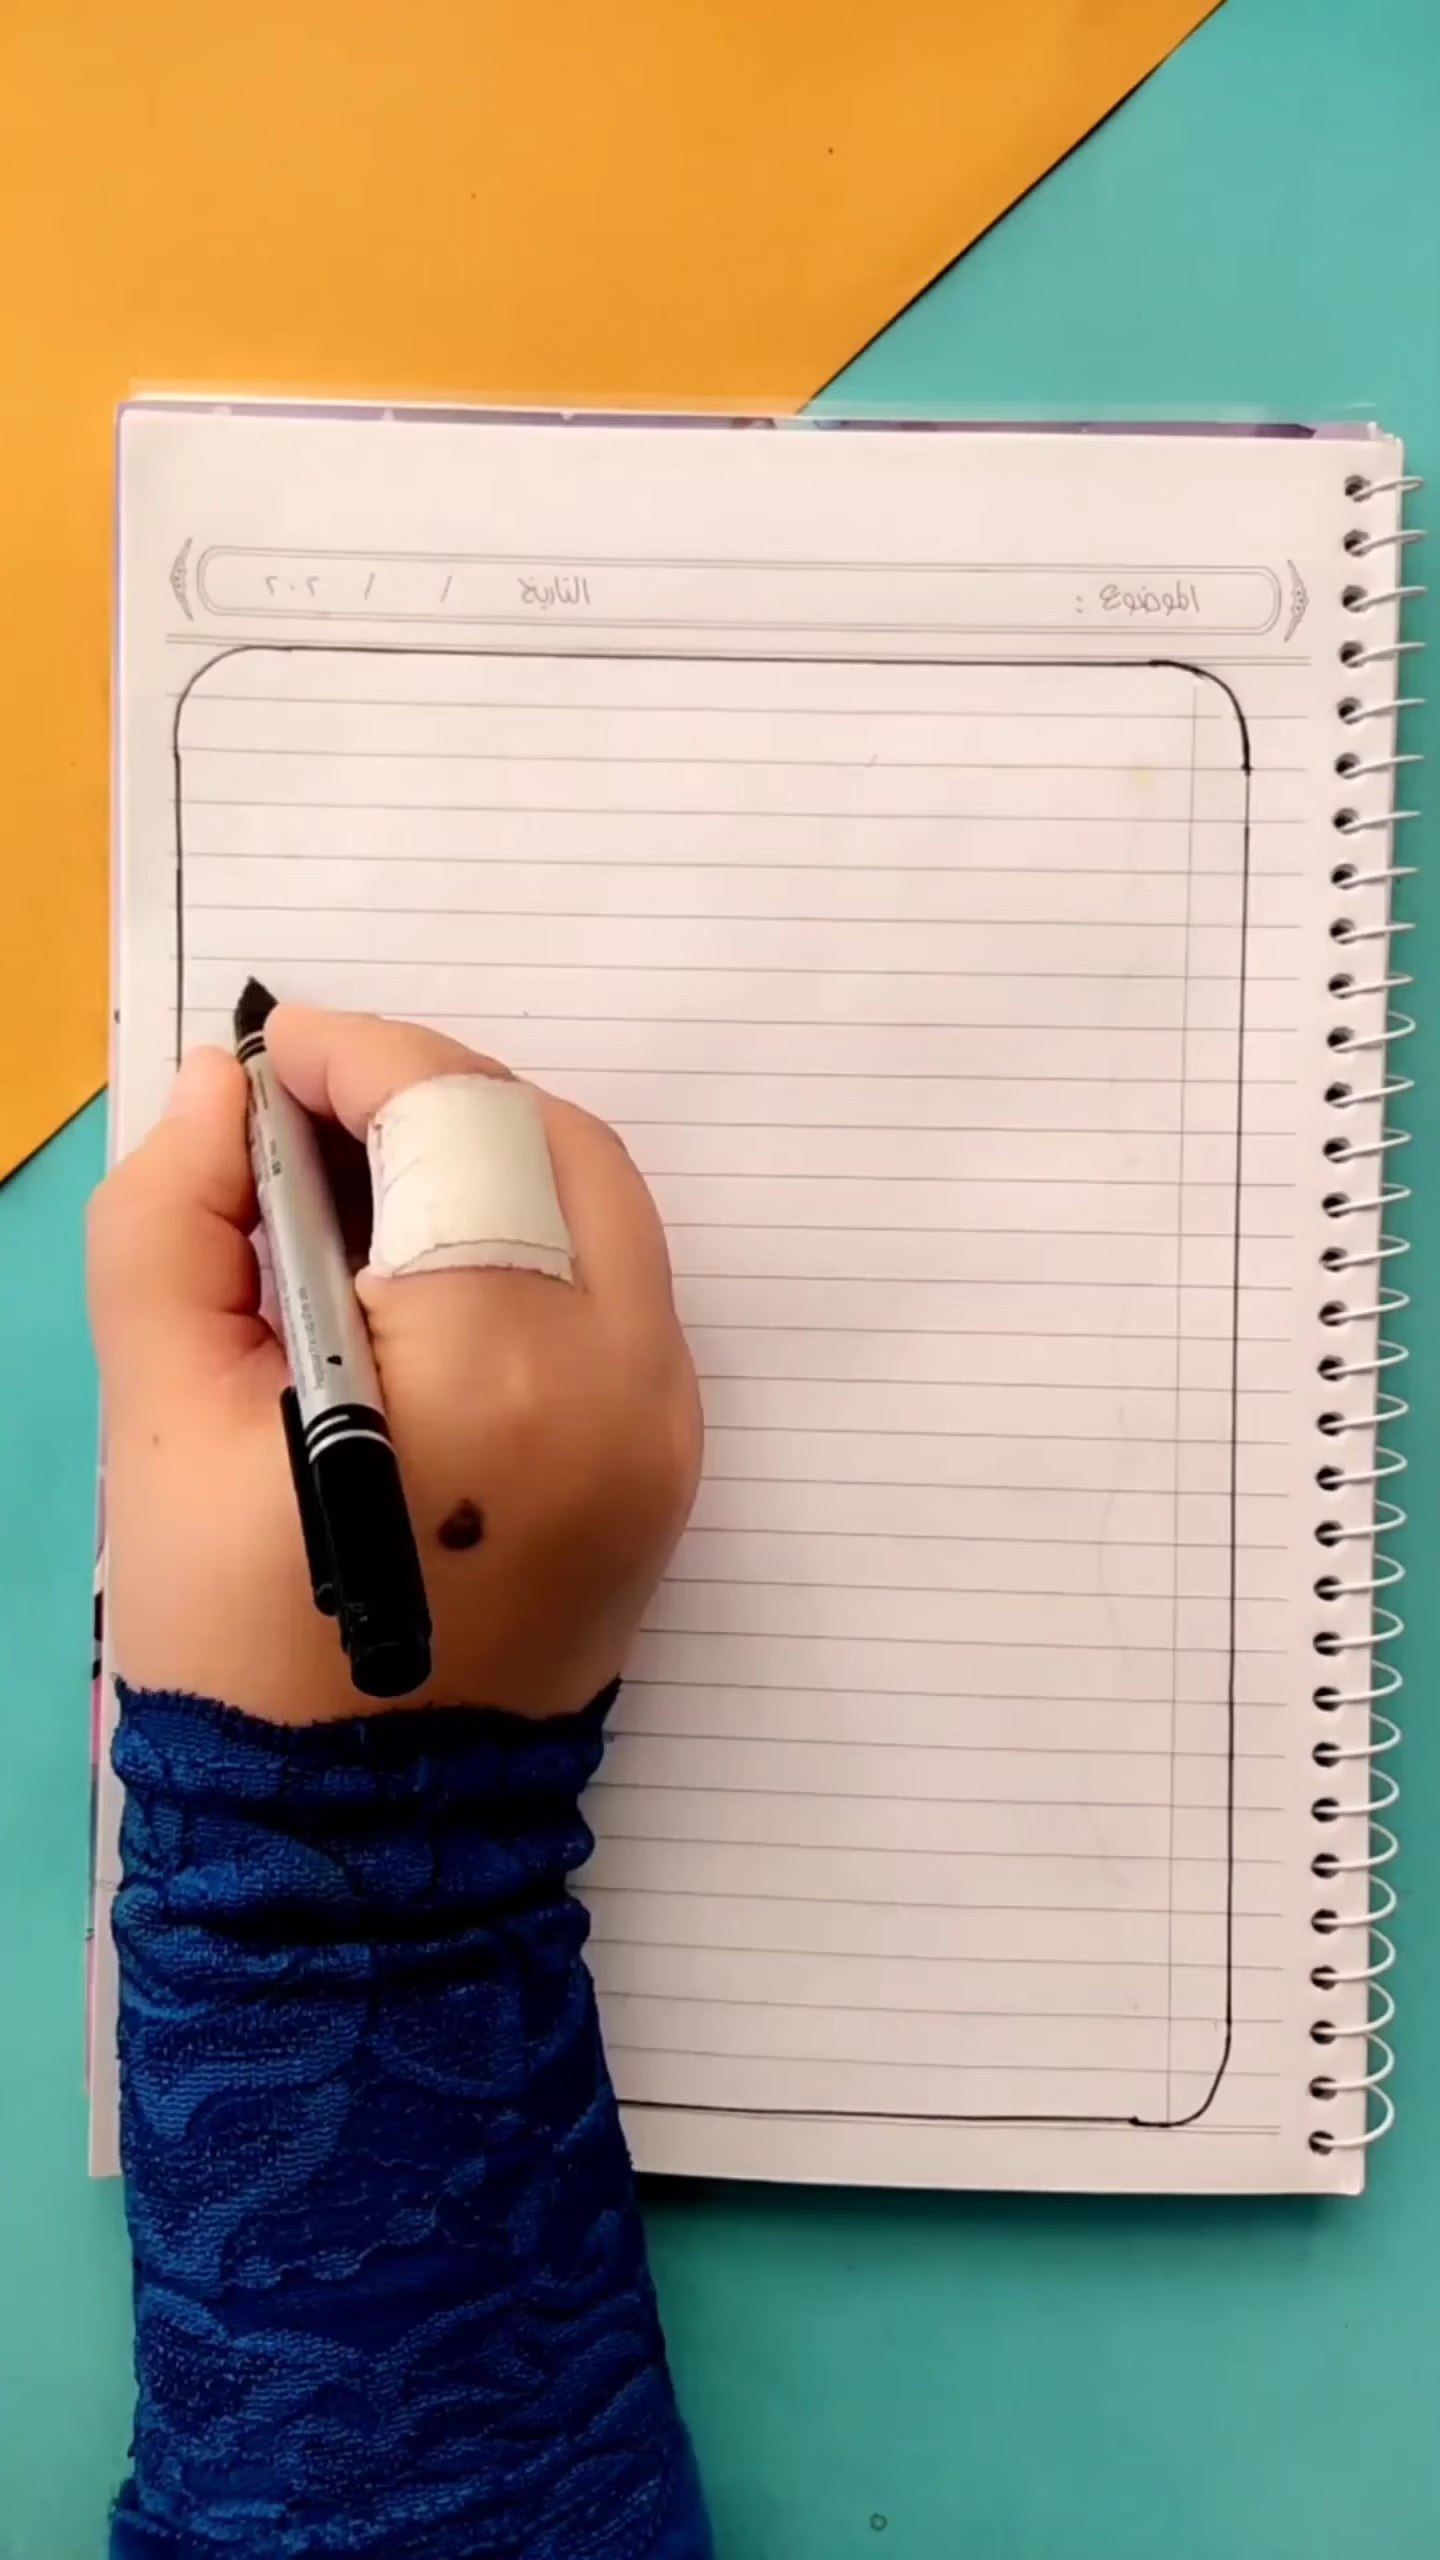 الموضوع : التاريخ / / ٢٠٢